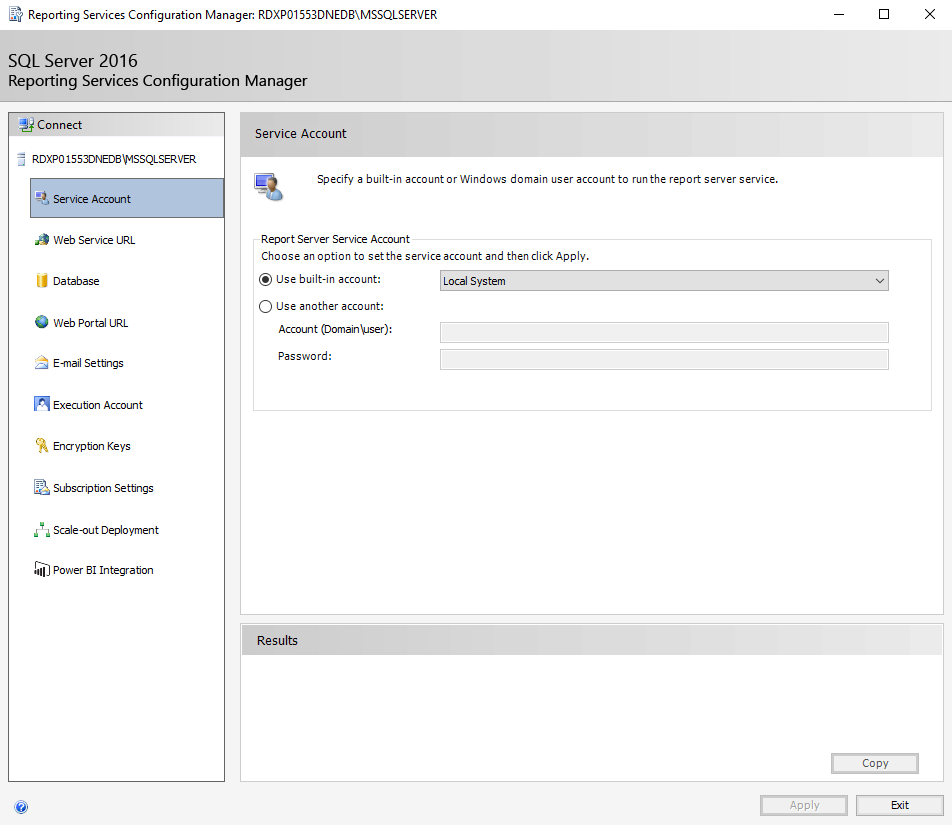 Reporting Services Configuration Manager: RDXP01553DNEDB\MSSQLSERVER
SQL Server 2016
Reporting Services Configuration Manager
Connect
RDXP01553DNEDB\MSSQLSERVER
Service Account
Web Service URL
Database
Web Portal URL
E-mail Settings
Execution Account
Encryption Keys
Subscription Settings
Scale-out Deployment
Power BI Integration
Service Account
Specify a built-in account or Windows domain user account to run the report server service.
Report Server Service Account
Choose an option to set the service account and then click Apply.
Use built-in account: Local System
Use another account:
Account (Domain\user):
Password:
Results
Copy
Apply Exit